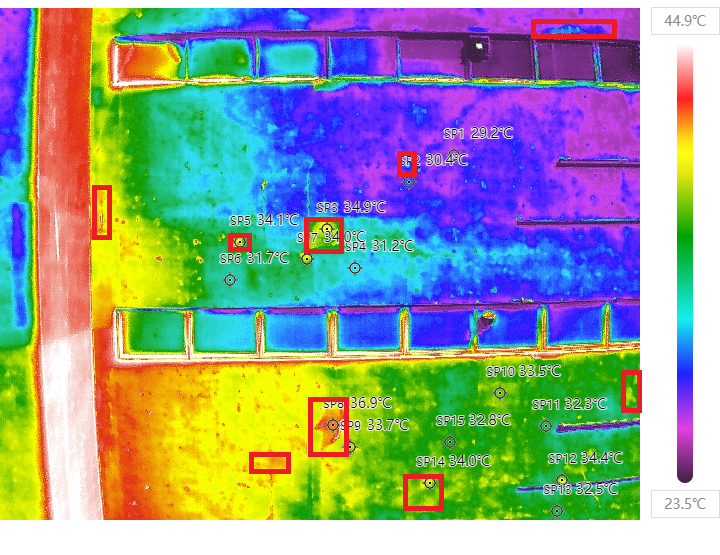 44.9℃
SP1 29.2℃
SP2 30.4℃
SP3 34.9℃
SP5 34.1℃
SP7 34.0℃
SP4 31.2℃
SP6 31.7℃
SP10 33.5℃
SP8 36.9℃
SP11 32.3℃
SP9 33.7℃
SP15 32.8℃
SP14 34.0℃
SP12 34.4℃
SP13 32.5℃
23.5℃